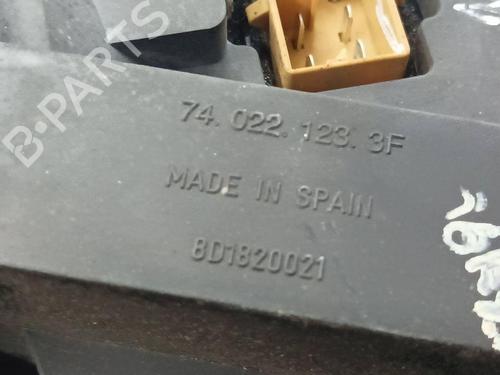 B-PARTS
74. 022. 123. 3F
MADE IN SPAIN
8D1820021